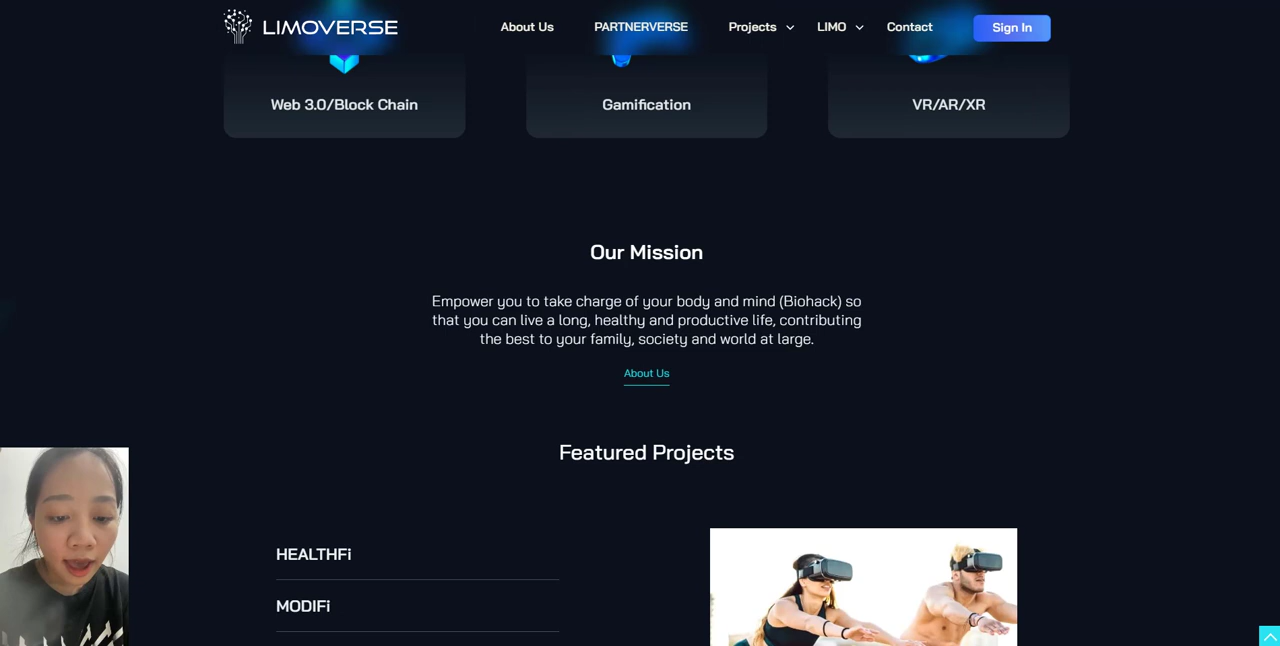 LIMOVERSE
About Us
PARTNERVERSE
Projects
LIMO
Contact
Sign In
Web 3.0/Block Chain
Gamification
VR/AR/XR
Our Mission
Empower you to take charge of your body and mind (Biohack) so
that you can live a long, healthy and productive life, contributing
the best to your family, society and world at large.
About Us
Featured Projects
HEALTHFi
MODIFi